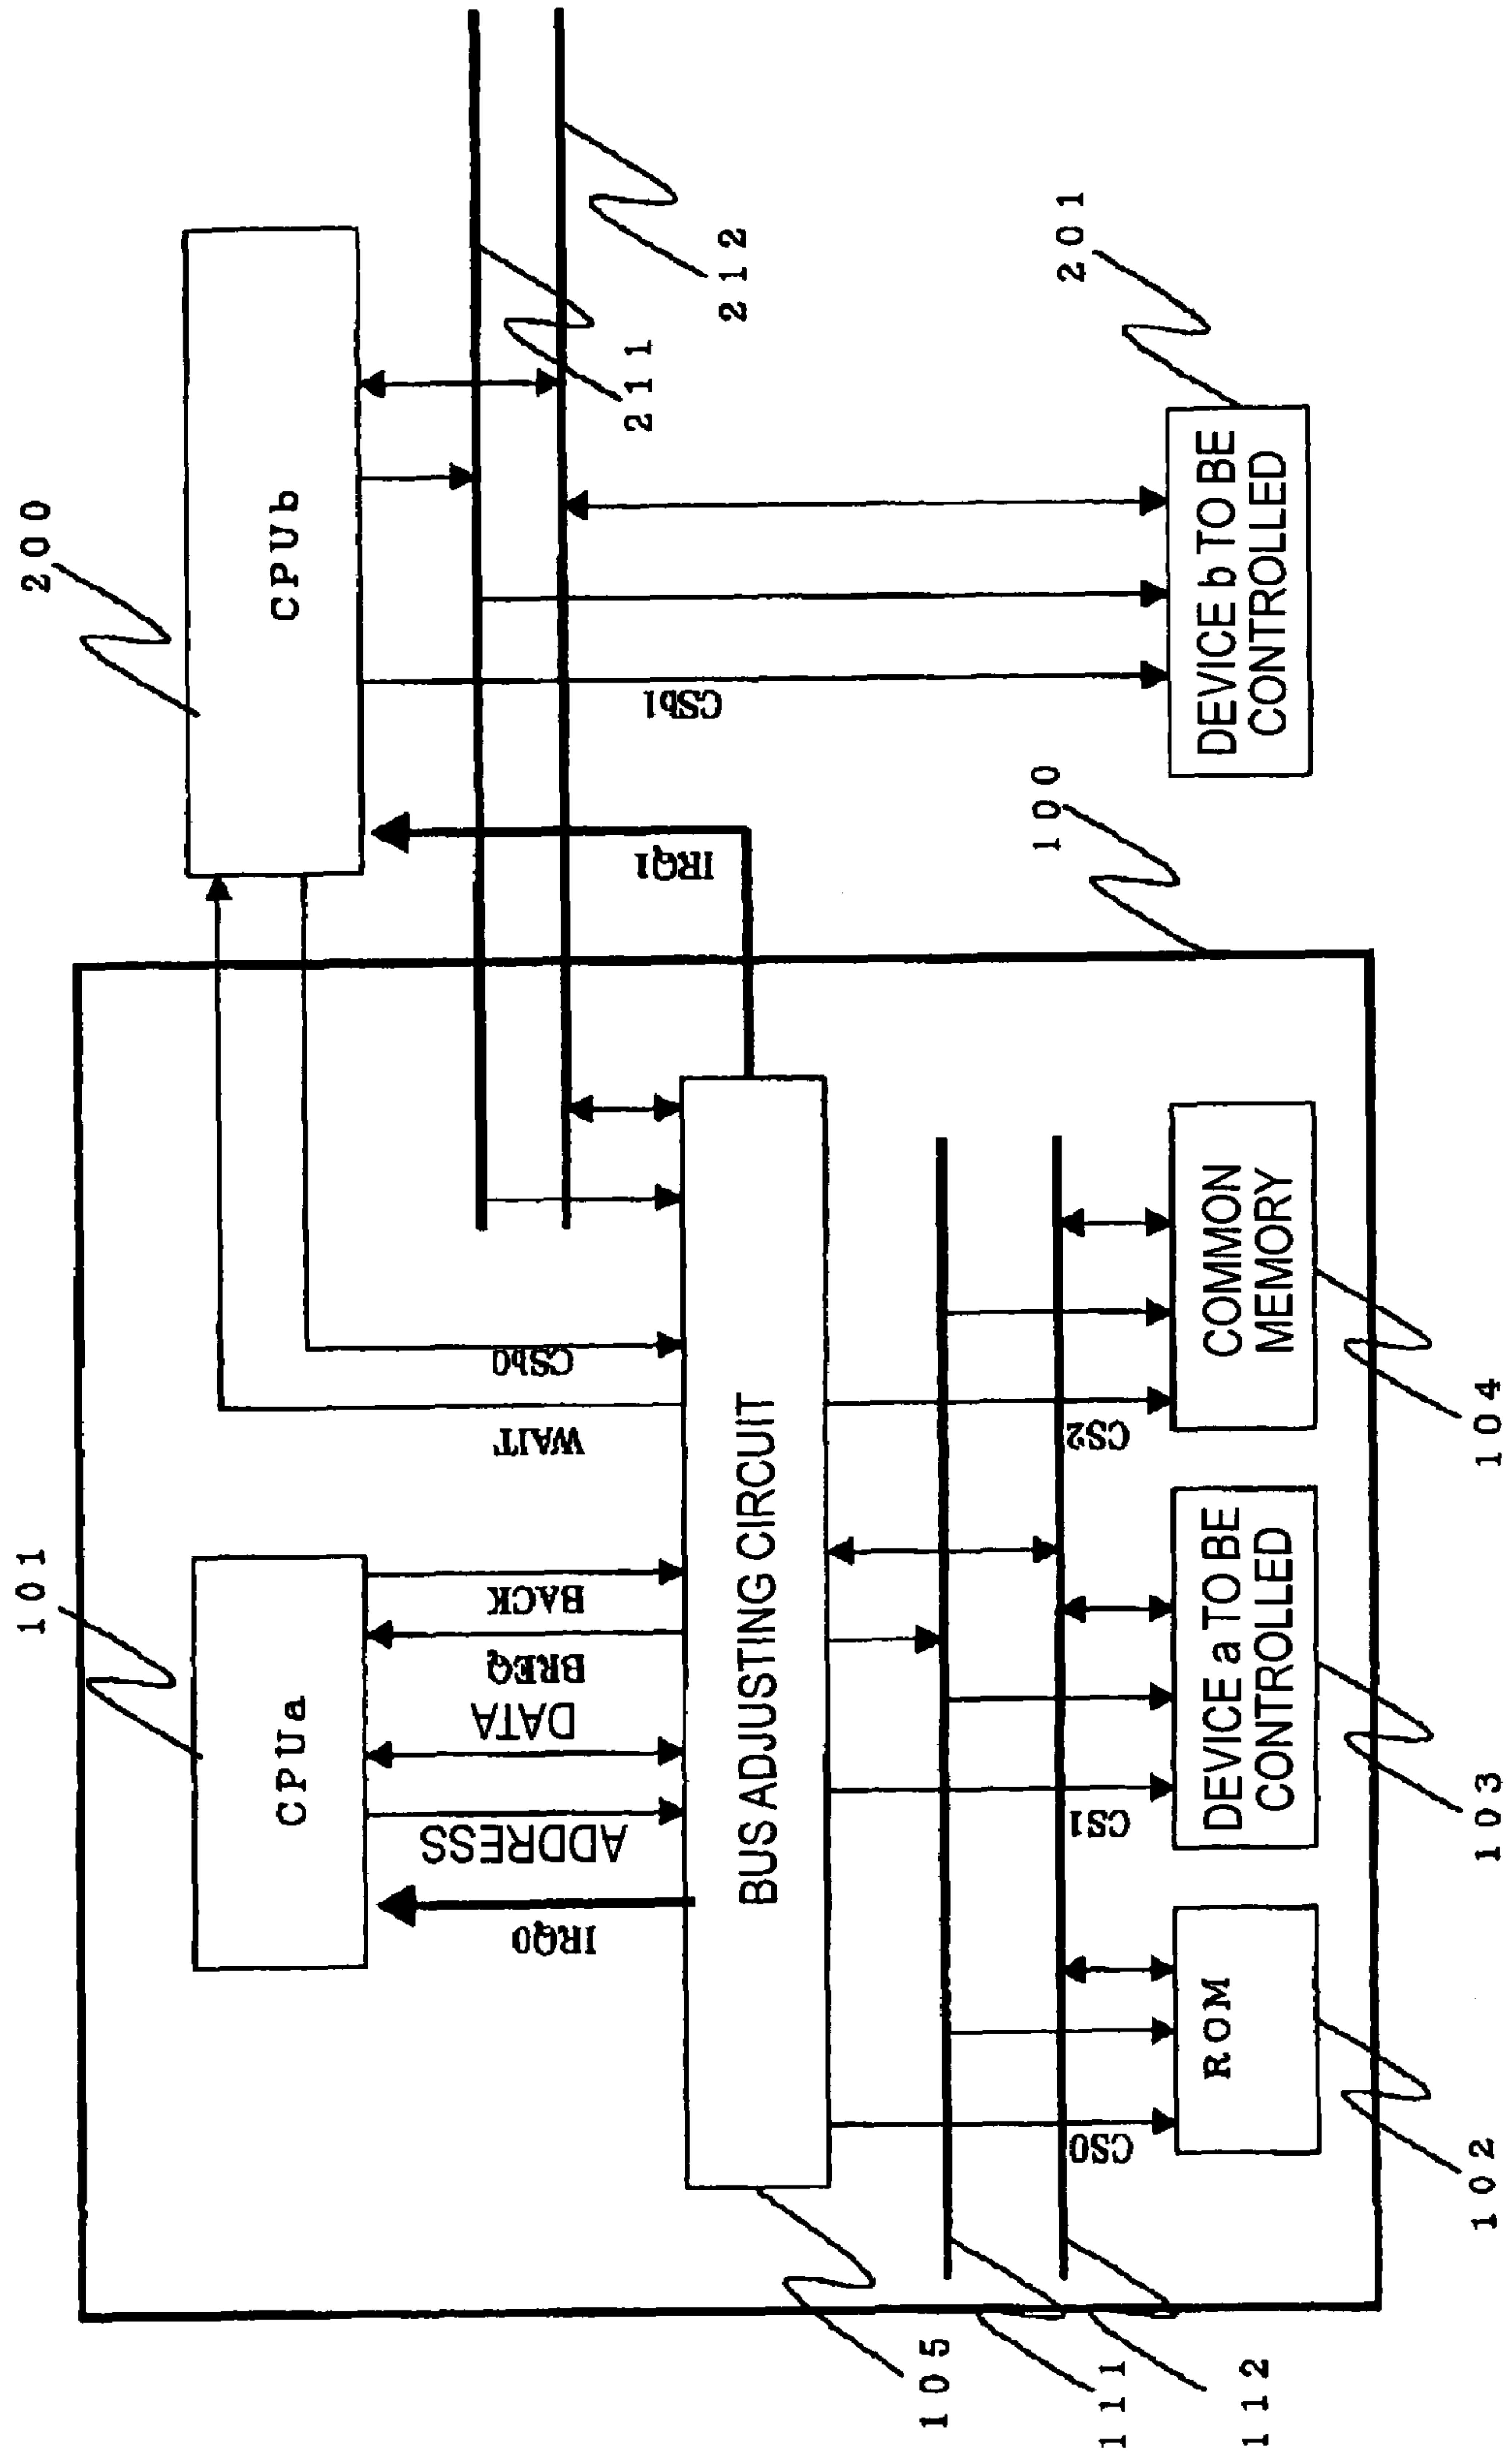 200
CPUb
211
212
CSb1
201
DEVICE b TO BE
CONTROLLED
IRQ1
100
101
CPUa
IRQ0
ADDRESS
DATA
BREQ
BACK
WAIT
CSb0
BUS ADJUSTING CIRCUIT
105
111
112
CS0
CS1
CS2
ROM
102
DEVICE a TO BE
CONTROLLED
103
COMMON
MEMORY
104